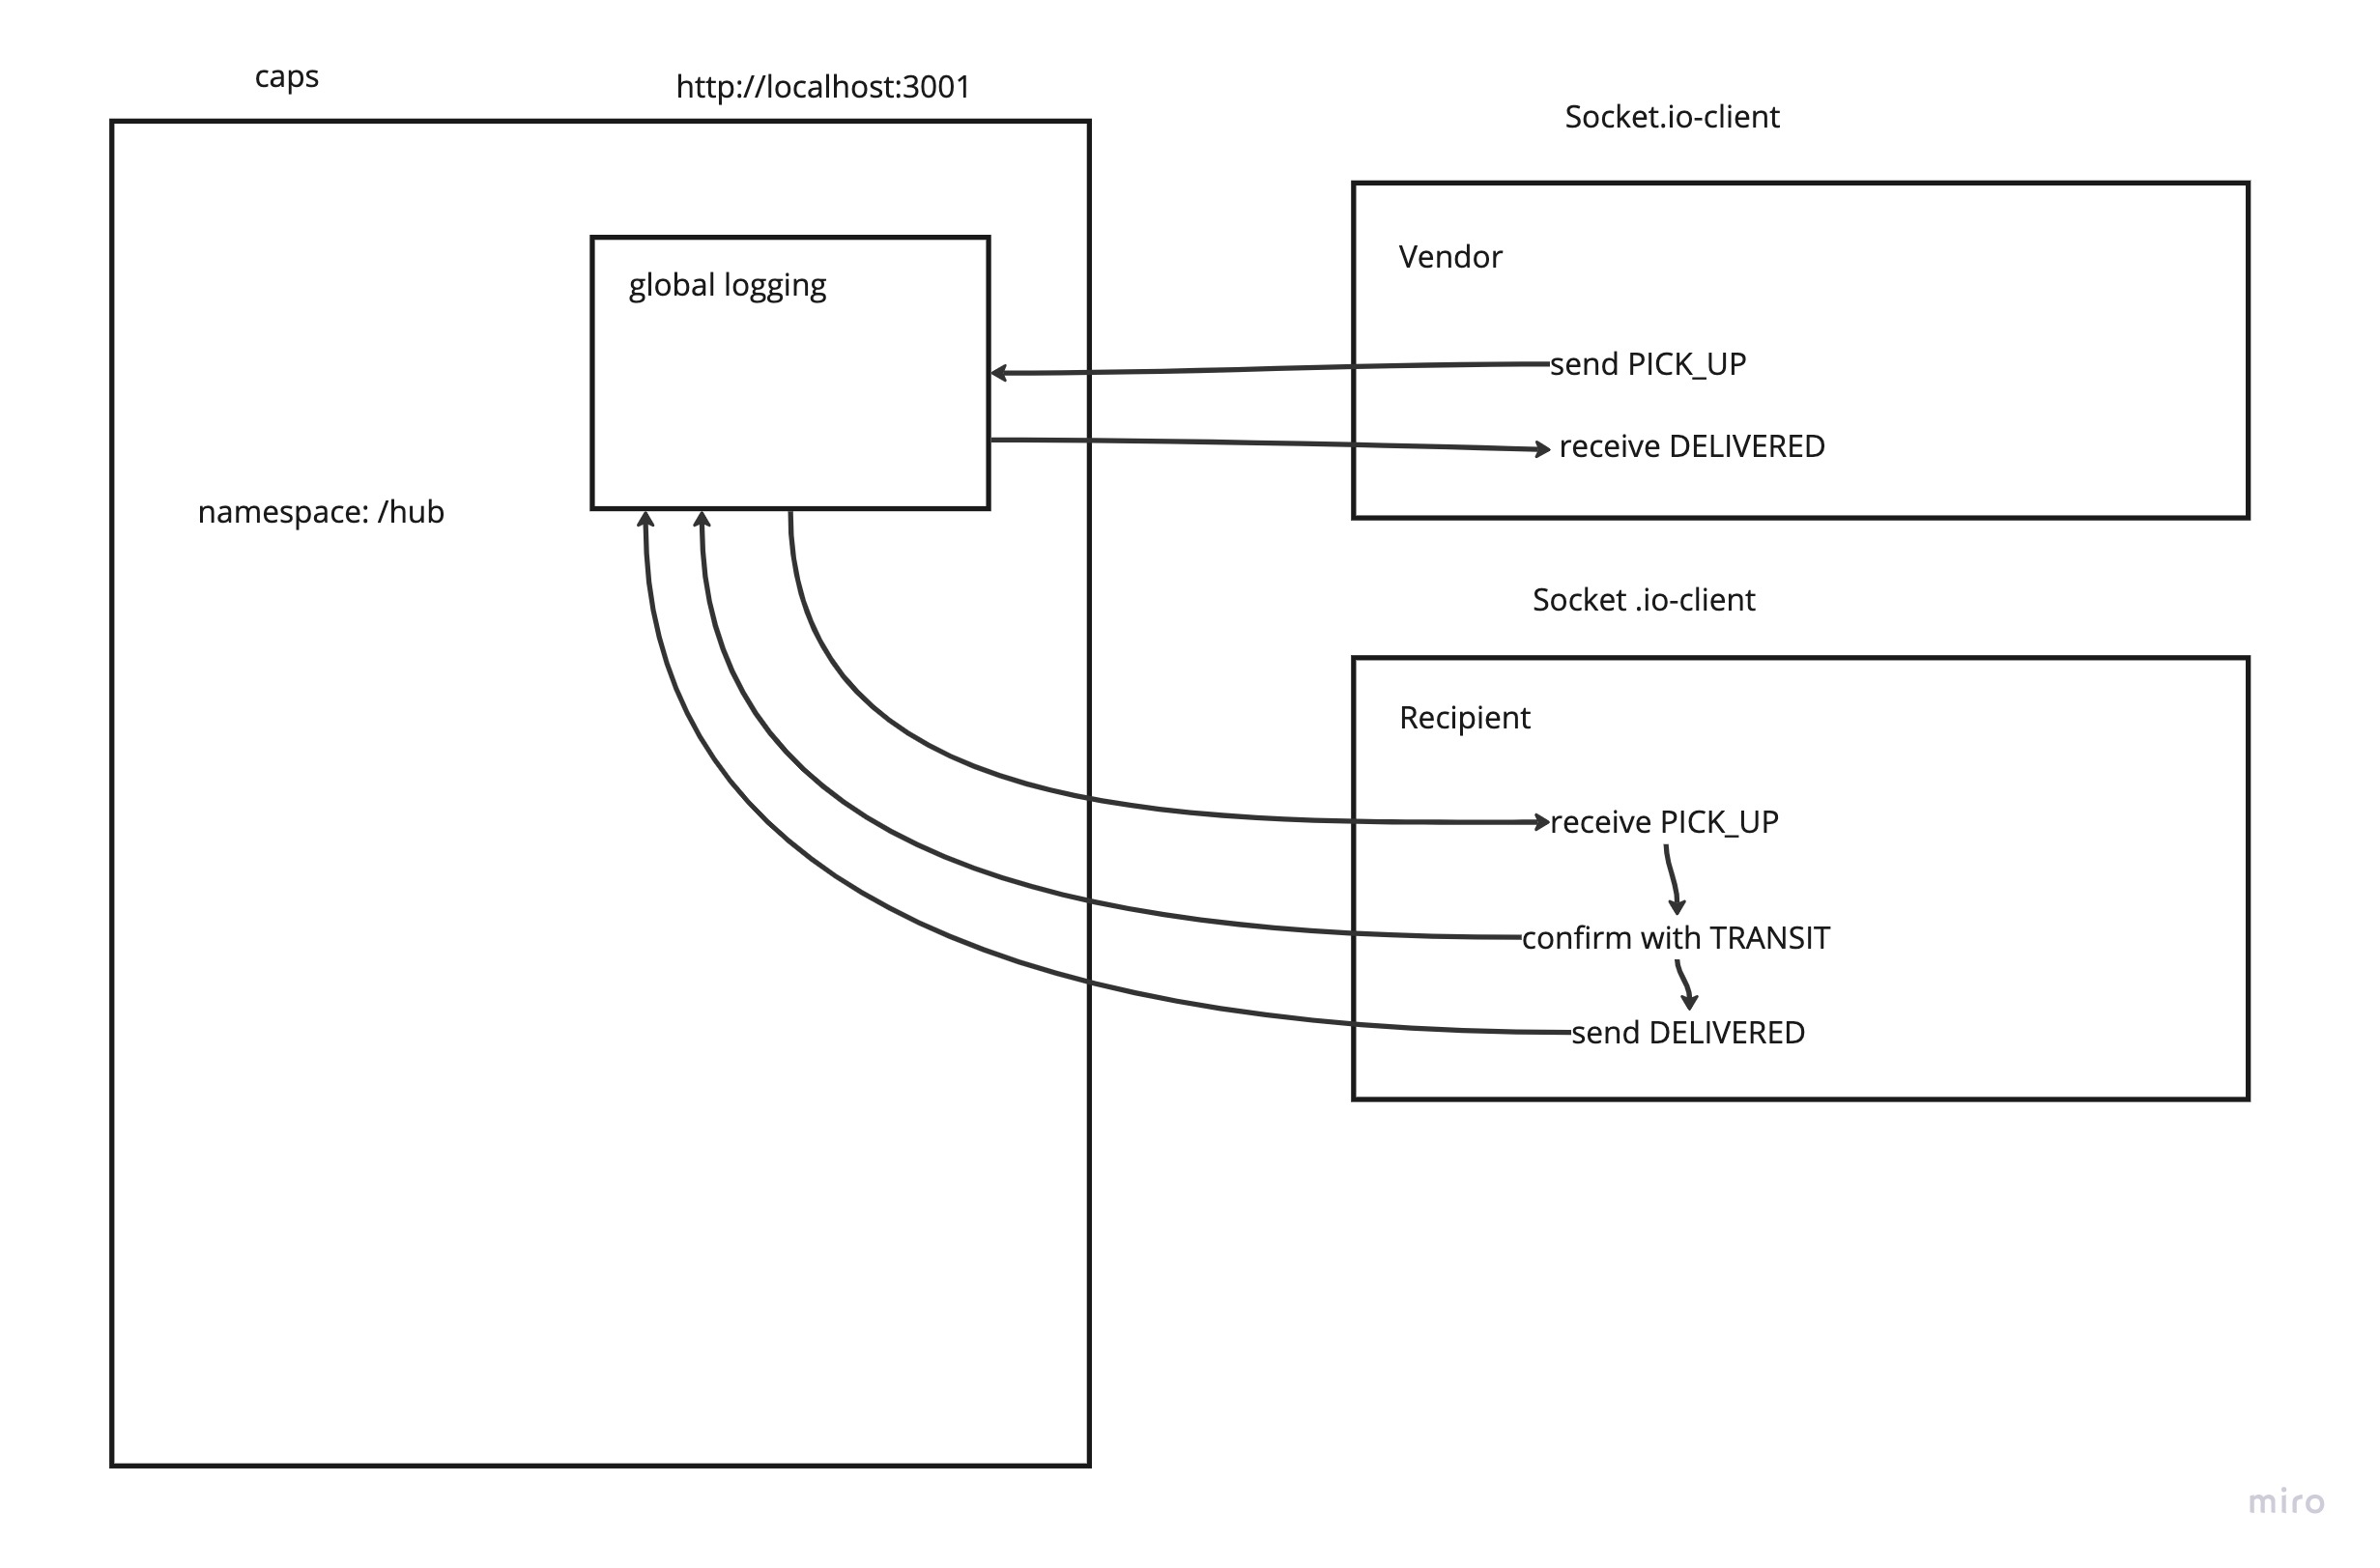 caps
http://localhost:3001
Socket.io-client
global logging
namespace: /hub
Vendor
send PICK_UP
receive DELIVERED
Socket .io-client
Recipient
receive PICK_UP
confirm with TRANSIT
send DELIVERED
miro